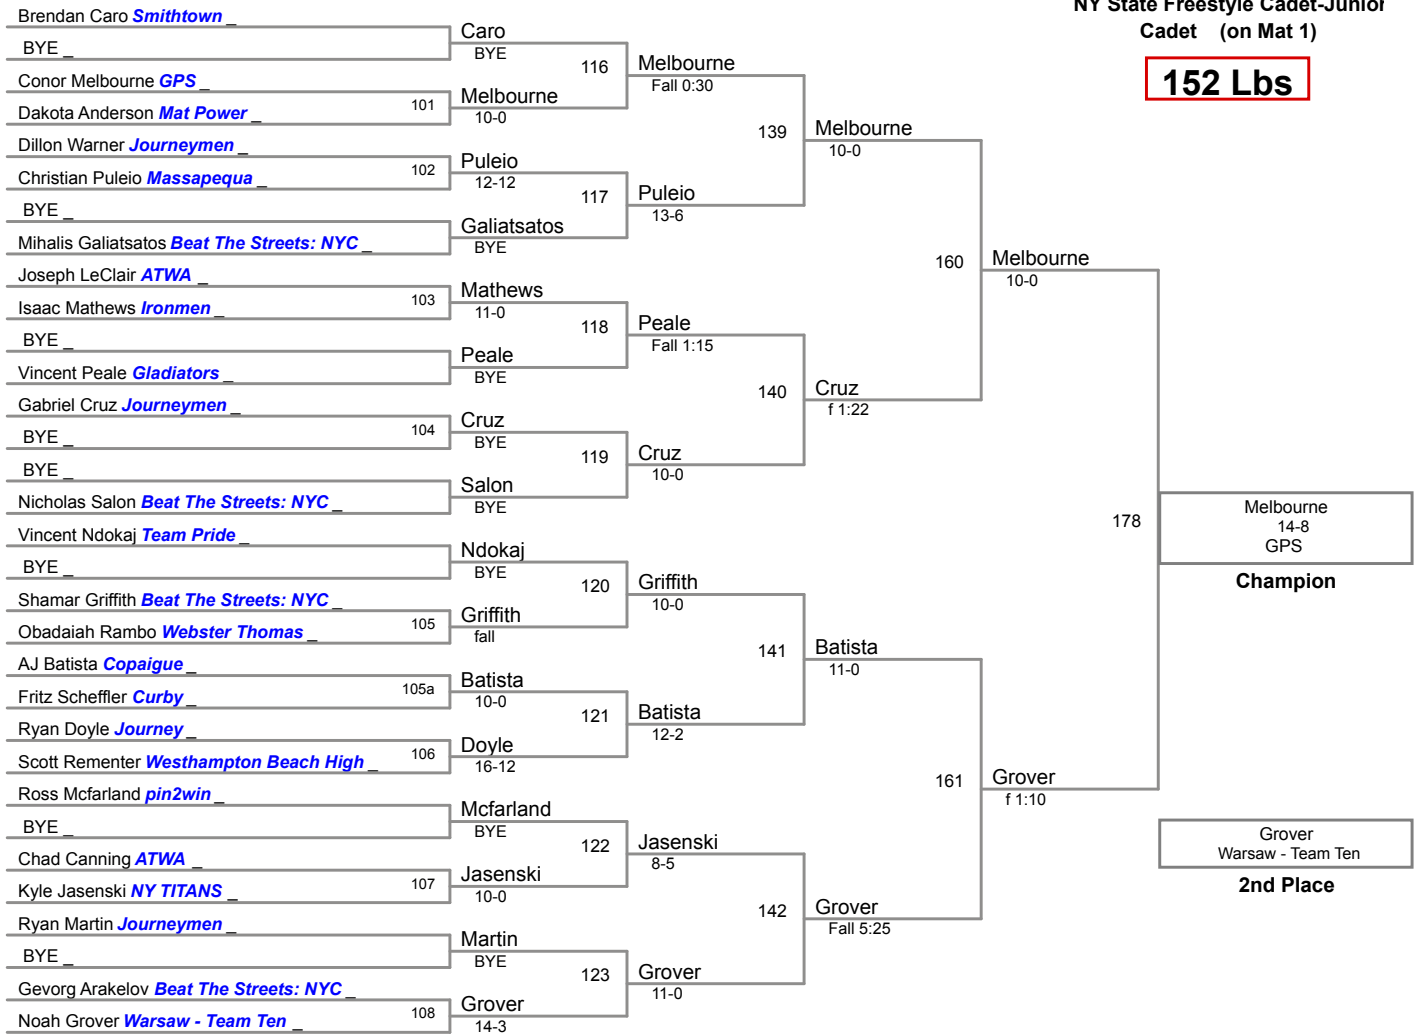 NY State Freestyle Cadet-Junior
Cadet (on Mat 1)
152 Lbs
Brendan Caro Smithtown _
BYE _
Conor Melbourne GPS _
Dakota Anderson Mat Power _
Dillon Warner Journeymen _
Christian Puleio Massapequa _
BYE _
Mihalis Galiatsatos Beat The Streets: NYC _
Joseph LeClair ATWA _
Isaac Mathews Ironmen _
BYE _
Vincent Peale Gladiators _
Gabriel Cruz Journeymen _
BYE _
BYE _
Nicholas Salon Beat The Streets: NYC _
Vincent Ndokaj Team Pride _
BYE _
Shamar Griffith Beat The Streets: NYC _
Obadaiah Rambo Webster Thomas _
AJ Batista Copaigue _
Fritz Scheffler Curby _
Ryan Doyle Journey _
Scott Rementer Westhampton Beach High _
Ross Mcfarland pin2win _
BYE _
Chad Canning ATWA _
Kyle Jasenski NY TITANS _
Ryan Martin Journeymen _
BYE _
Gevorg Arakelov Beat The Streets: NYC _
Noah Grover Warsaw - Team Ten _
101
102
103
104
105
105a
106
107
108
Caro
BYE
Melbourne
10-0
Puleio
12-12
Galiatsatos
BYE
Mathews
11-0
Peale
BYE
Cruz
BYE
Salon
BYE
Ndokaj
BYE
Griffith
fall
Batista
10-0
Doyle
16-12
Mcfarland
BYE
Jasenski
10-0
Martin
BYE
Grover
14-3
116
117
118
119
120
121
122
123
Melbourne
Fall 0:30
Puleio
13-6
Peale
Fall 1:15
Cruz
10-0
Griffith
10-0
Batista
12-2
Jasenski
8-5
Grover
11-0
139
140
141
142
Melbourne
10-0
Cruz
f 1:22
Batista
11-0
Grover
Fall 5:25
160
161
Melbourne
10-0
Grover
f 1:10
178
Melbourne
14-8
GPS
Champion
Grover
Warsaw - Team Ten
2nd Place